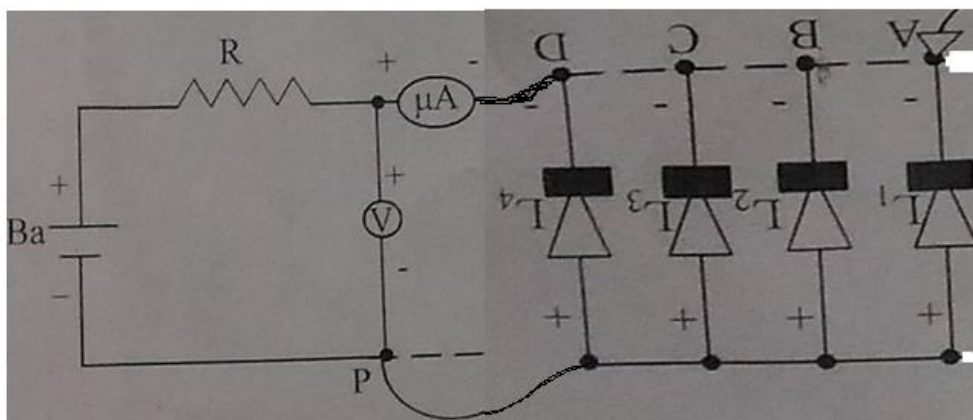 R
+ -
μA
D C B A
- - - -
+
+
Ba
V
L4 L3 L2 L1
-
−
+ + + +
P